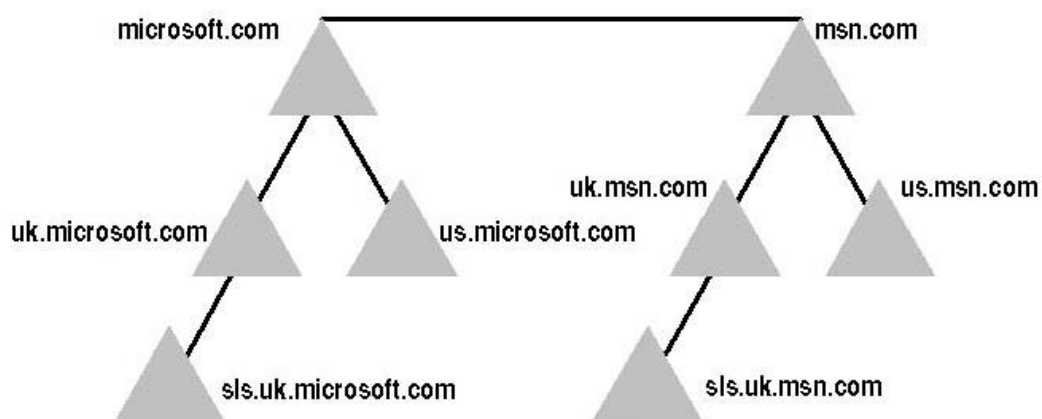 microsoft.com
msn.com
uk.microsoft.com
us.microsoft.com
uk.msn.com
us.msn.com
sls.uk.microsoft.com
sls.uk.msn.com